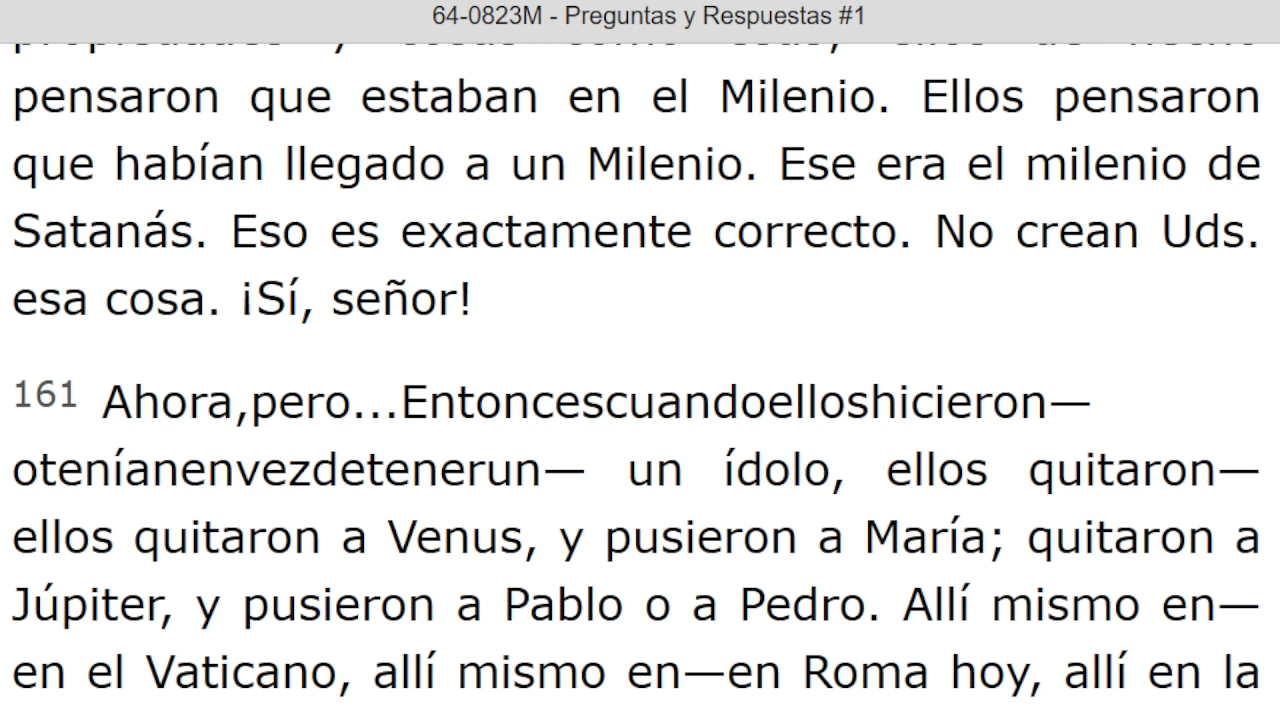 64-0823M - Preguntas y Respuestas #1
pensaron que estaban en el Milenio. Ellos pensaron
que habían llegado a un Milenio. Ese era el milenio de
Satanás. Eso es exactamente correcto. No crean Uds.
esa cosa. ¡Sí, señor!
161 Ahora,pero...Entoncescuandoelloshicieron—
oteníanenvezdetenerun— un ídolo, ellos quitaron—
ellos quitaron a Venus, y pusieron a María; quitaron a
Júpiter, y pusieron a Pablo o a Pedro. Allí mismo en—
en el Vaticano, allí mismo en—en Roma hoy, allí en la